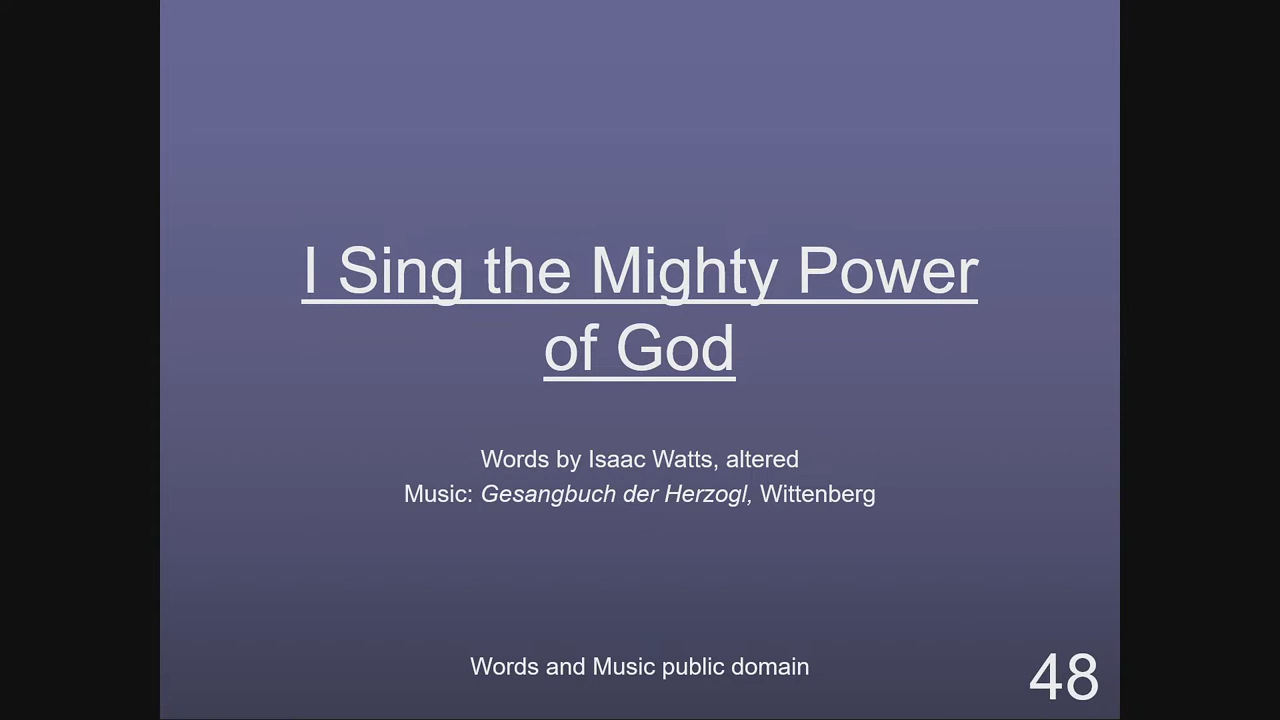 I Sing the Mighty Power
of God
Words by Isaac Watts, altered
Music: Gesangbuch der Herzogl, Wittenberg
Words and Music public domain
48